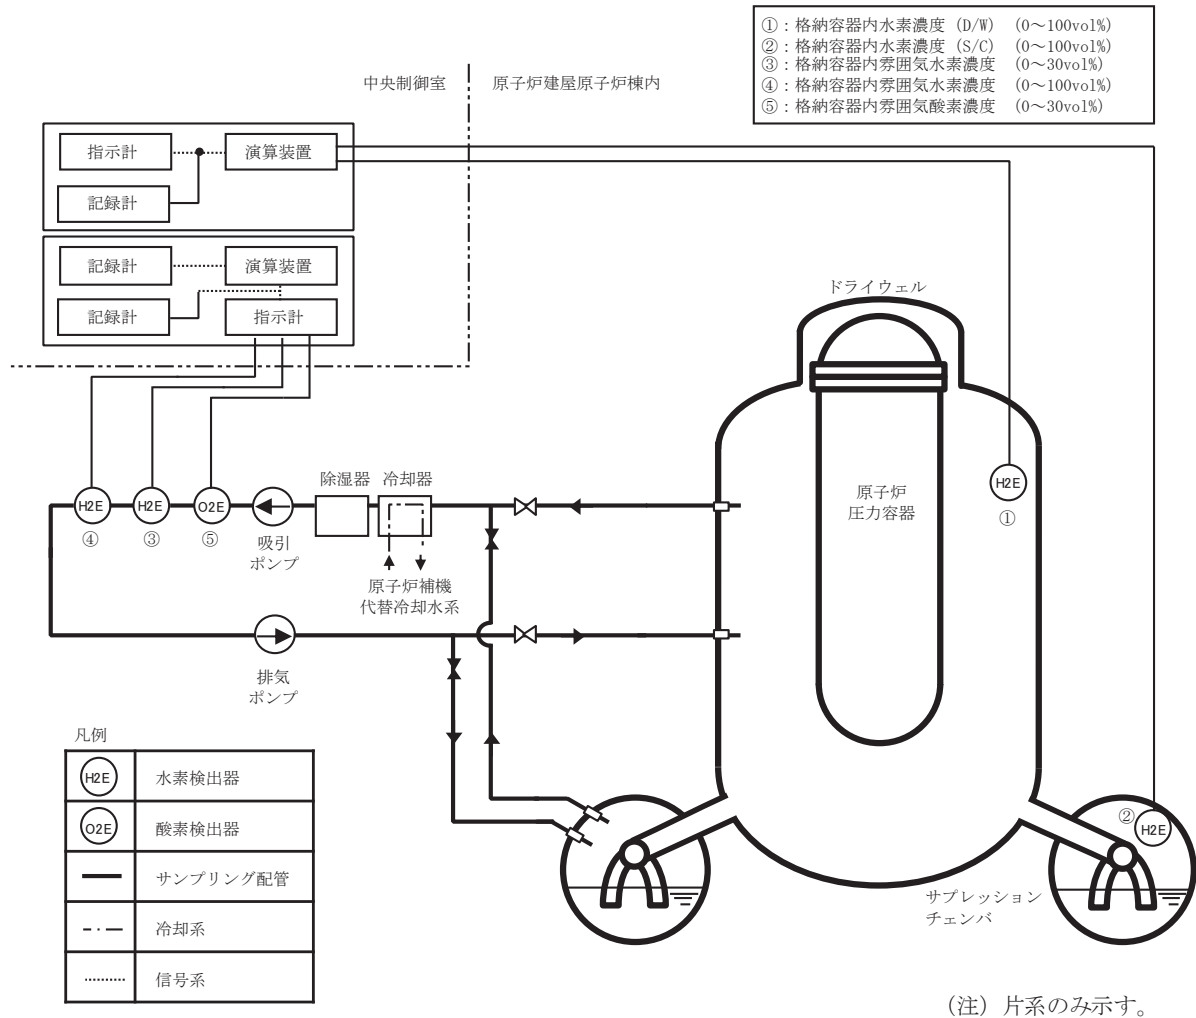 ①：格納容器内水素濃度（D/W）（0～100vol%）
②：格納容器内水素濃度（S/C）（0～100vol%）
③：格納容器内雰囲気水素濃度（0～30vol%）
④：格納容器内雰囲気水素濃度（0～100vol%）
⑤：格納容器内雰囲気酸素濃度（0～30vol%）
中央制御室
原子炉建屋原子炉棟内
指示計
演算装置
記録計
記録計
演算装置
記録計
指示計
ドライウェル
除湿器
冷却器
H2E
H2E
O2E
④
③
⑤
吸引
ポンプ
原子炉補機
代替冷却水系
原子炉
圧力容器
H2E
①
排気
ポンプ
凡例
H2E
水素検出器
O2E
酸素検出器
サンプリング配管
冷却系
信号系
②
H2E
サプレッション
チェンバ
（注）片系のみ示す。